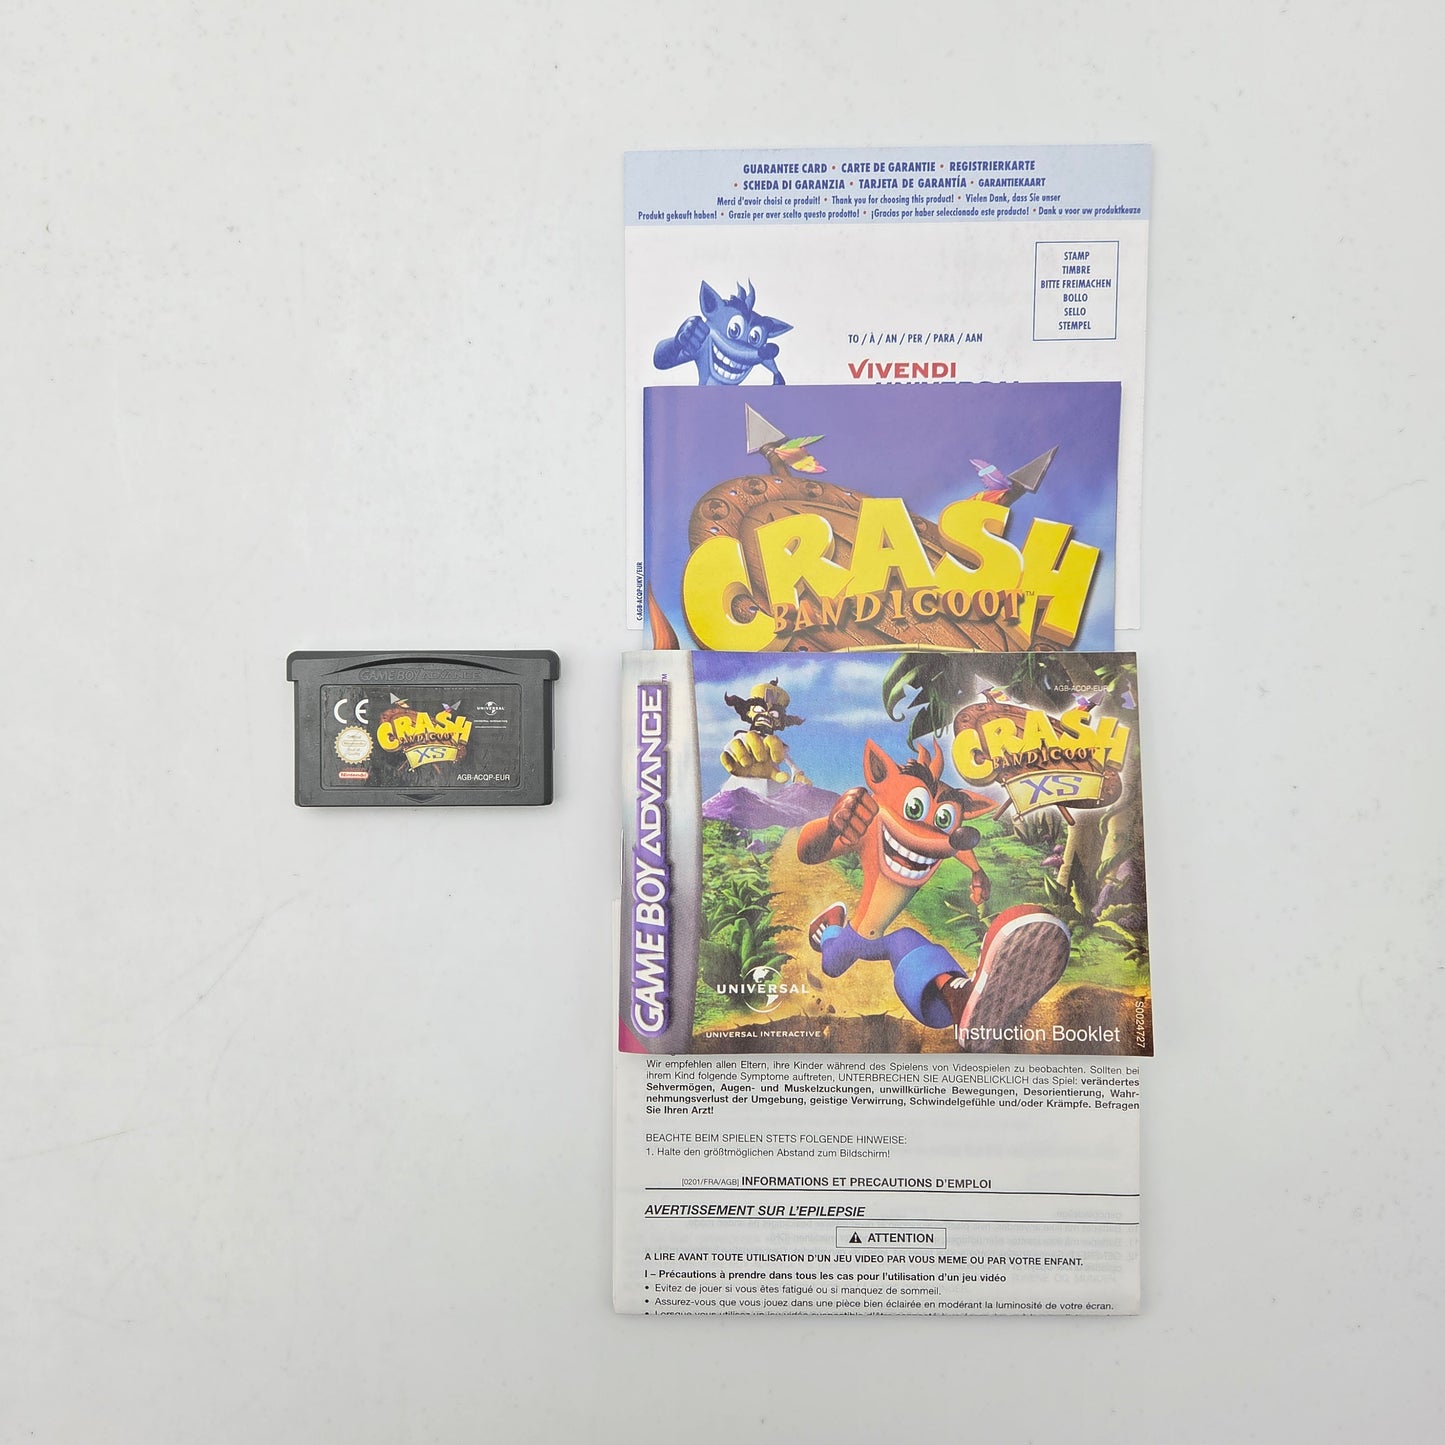 GUARANTEE CARD • CARTE DE GARANTIE • REGISTRIERKARTE
• SCHEDA DI GARANZIA • TARJETA DE GARANTÍA • GARANTIEKAART
Merci d'avoir choisi ce produit! • Thank you for choosing this product! • Vielen Dank, dass Sie unser
Produkt gekauft haben! • Grazie per aver scelto questo prodotto! • ¡Gracias por haber seleccionado este producto! • Dank u voor uw produktkeuze
STAMP
TIMBRE
BITTE FREIMACHEN
BOLLO
SELLO
STEMPEL
TO / À / AN / PER / PARA / AAN
VIVENDI
C-AGB-ACQP-UKV/EUR
CRASH
BANDICOOT™
GAME BOY ADVANCE
CE
CRASH
BANDICOOT
XS
UNIVERSAL
Nintendo
AGB-ACQP-EUR
GAME BOY ADVANCE™
AGB-ACQP-EUR
CRASH
BANDICOOT
XS
UNIVERSAL
UNIVERSAL INTERACTIVE
Instruction Booklet
S0024727
Wir empfehlen allen Eltern, ihre Kinder während des Spielens von Videospielen zu beobachten. Sollten bei
ihrem Kind folgende Symptome auftreten, UNTERBRECHEN SIE AUGENBLICKLICH das Spiel: verändertes
Sehvermögen, Augen- und Muskelzuckungen, unwillkürliche Bewegungen, Desorientierung, Wahr-
nehmungsverlust der Umgebung, geistige Verwirrung, Schwindelgefühle und/oder Krämpfe. Befragen
Sie Ihren Arzt!
BEACHTE BEIM SPIELEN STETS FOLGENDE HINWEISE:
1. Halte den größtmöglichen Abstand zum Bildschirm!
[0201/FRA/AGB] INFORMATIONS ET PRECAUTIONS D'EMPLOI
AVERTISSEMENT SUR L'EPILEPSIE
ATTENTION
A LIRE AVANT TOUTE UTILISATION D'UN JEU VIDEO PAR VOUS MEME OU PAR VOTRE ENFANT.
I – Précautions à prendre dans tous les cas pour l'utilisation d'un jeu vidéo
• Evitez de jouer si vous êtes fatigué ou si manquez de sommeil.
• Assurez-vous que vous jouez dans une pièce bien éclairée en modérant la luminosité de votre écran.